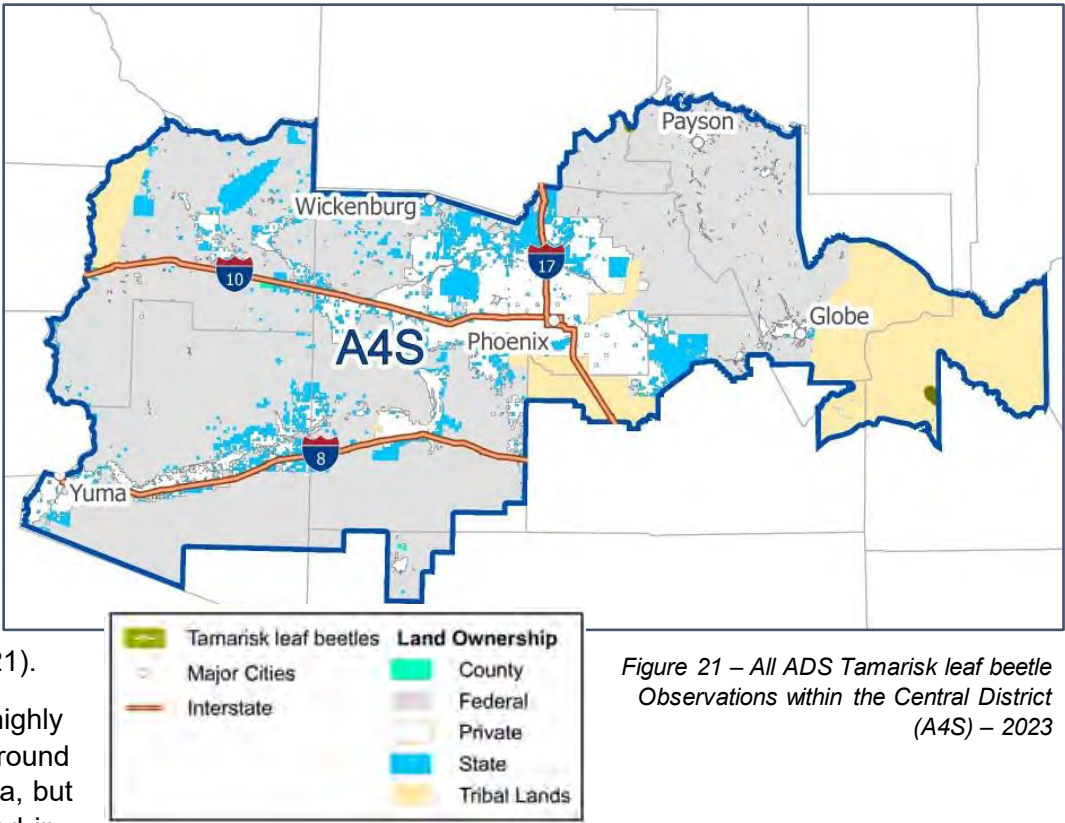 Payson
Wickenburg
10
17
Globe
Phoenix
A4S
8
Yuma
Tamarisk leaf beetles
Major Cities
Interstate
Land Ownership
County
Federal
Private
State
Tribal Lands
Figure 21 – All ADS Tamarisk leaf beetle
Observations within the Central District
(A4S) – 2023
21).
highly
round
a, but